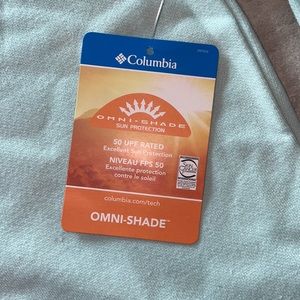 Columbia
OMNI-SHADE
SUN PROTECTION
50 UPF RATED
Excellent Sun Protection
NIVEAU FPS 50
Excellente protection
contre le soleil
columbia.com/tech
OMNI-SHADE™